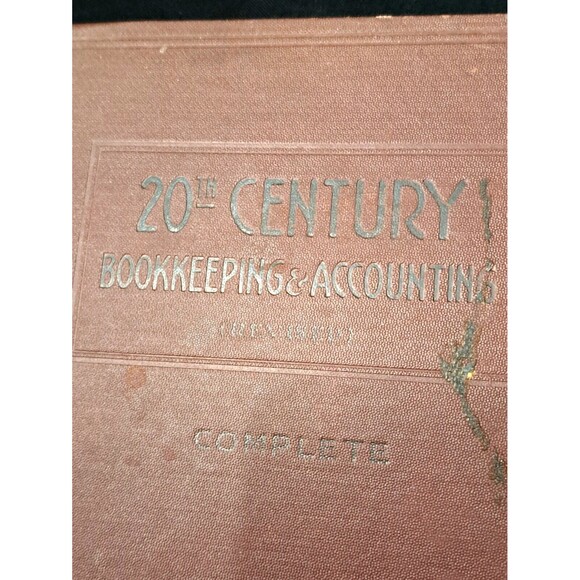 20TH CENTURY
BOOKKEEPING & ACCOUNTING
COMPLETE